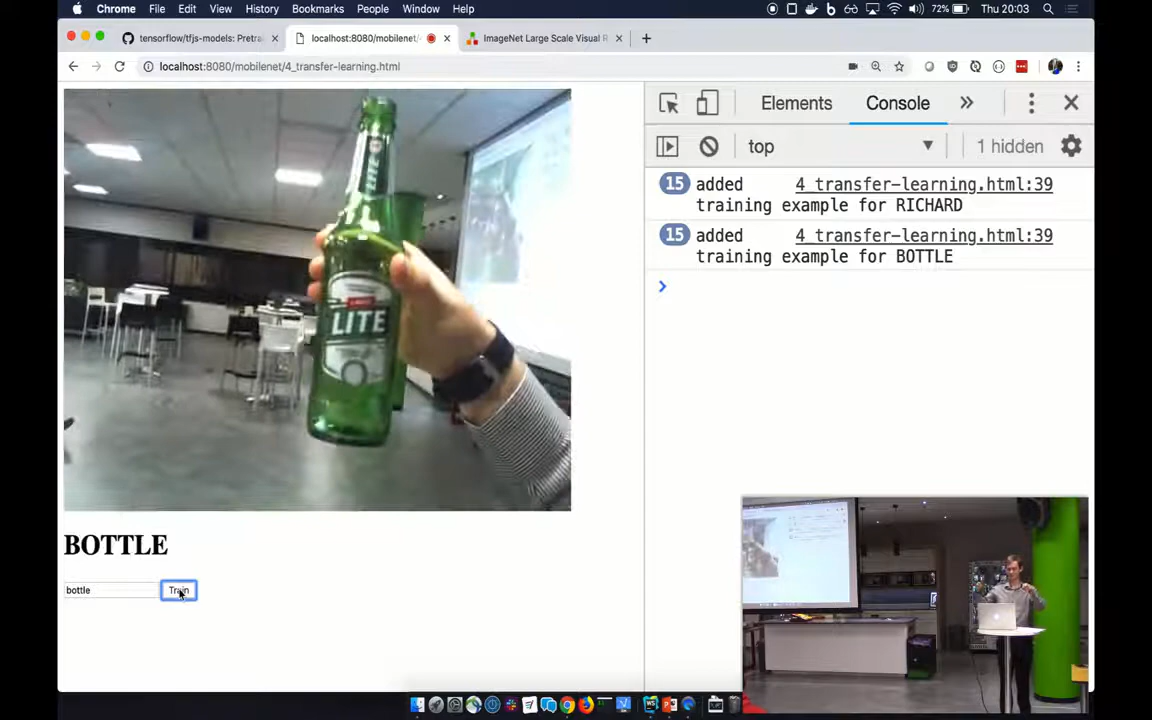 Chrome File Edit View History Bookmarks People Window Help 72% Thu 20:03
tensorflow/tfjs-models: Pretra
localhost:8080/mobilenet/
ImageNet Large Scale Visual R
localhost:8080/mobilenet/4_transfer-learning.html
Elements Console
top 1 hidden
15 added 4_transfer-learning.html:39
training example for RICHARD
15 added 4_transfer-learning.html:39
training example for BOTTLE
LITE
LITE
BOTTLE
bottle Train